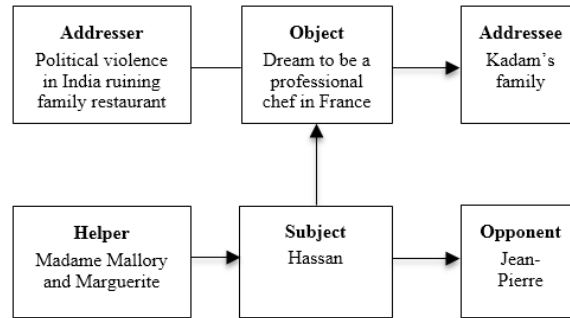 Addresser
Political violence
in India ruining
family restaurant
Object
Dream to be a
professional
chef in France
Addressee
Kadam’s
family
Helper
Madame Mallory
and Marguerite
Subject
Hassan
Opponent
Jean-
Pierre